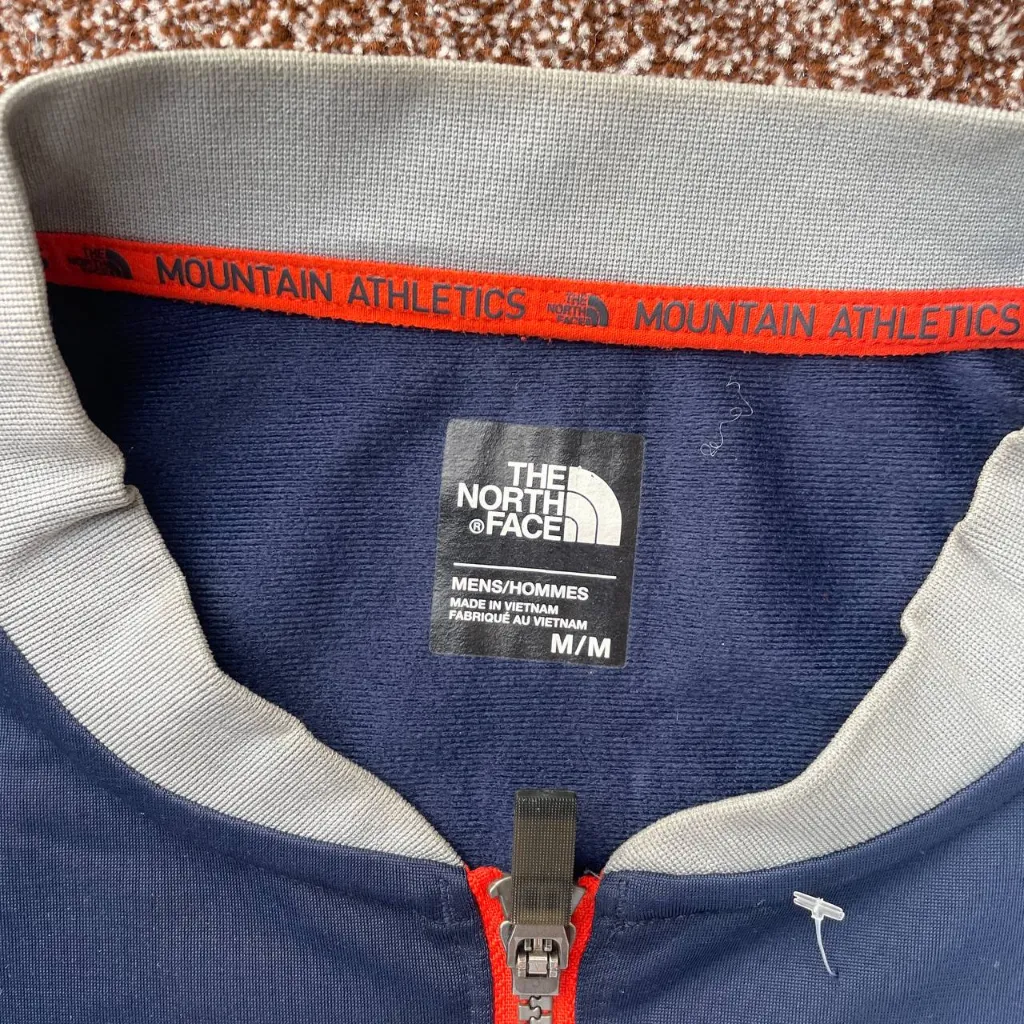 THE NORTH FACE MOUNTAIN ATHLETICS THE NORTH FACE MOUNTAIN ATHLETICS
THE
NORTH
®FACE
MENS/HOMMES
MADE IN VIETNAM
FABRIQUÉ AU VIETNAM
M/M